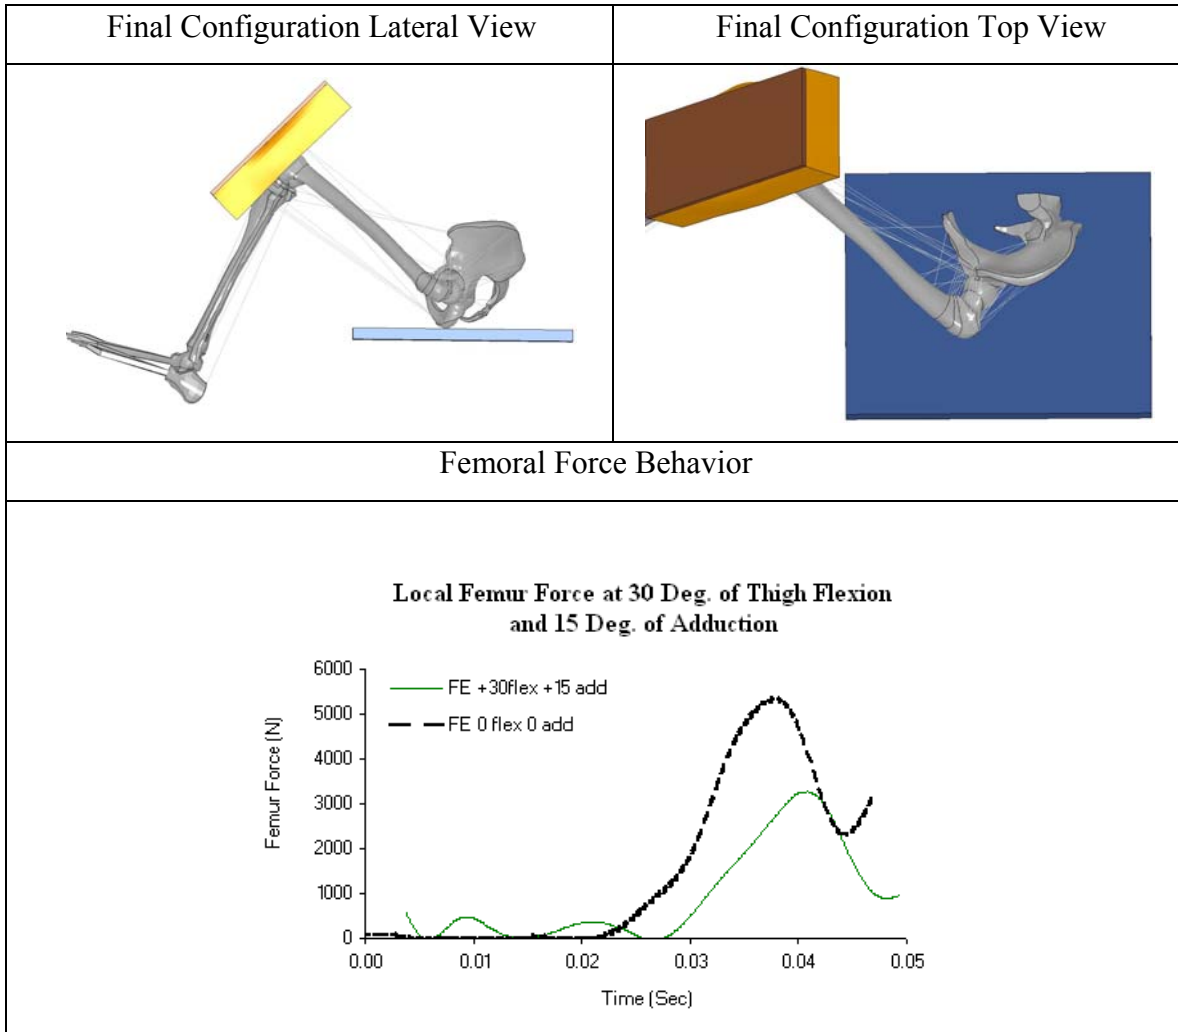 Final Configuration Lateral View
Final Configuration Top View
Femoral Force Behavior
Local Femur Force at 30 Deg. of Thigh Flexion
and 15 Deg. of Adduction
6000
5000
4000
3000
2000
1000
0
Femur Force (N)
FE +30flex +15 add
FE 0 flex 0 add
0.00
0.01
0.02
0.03
0.04
0.05
Time (Sec)